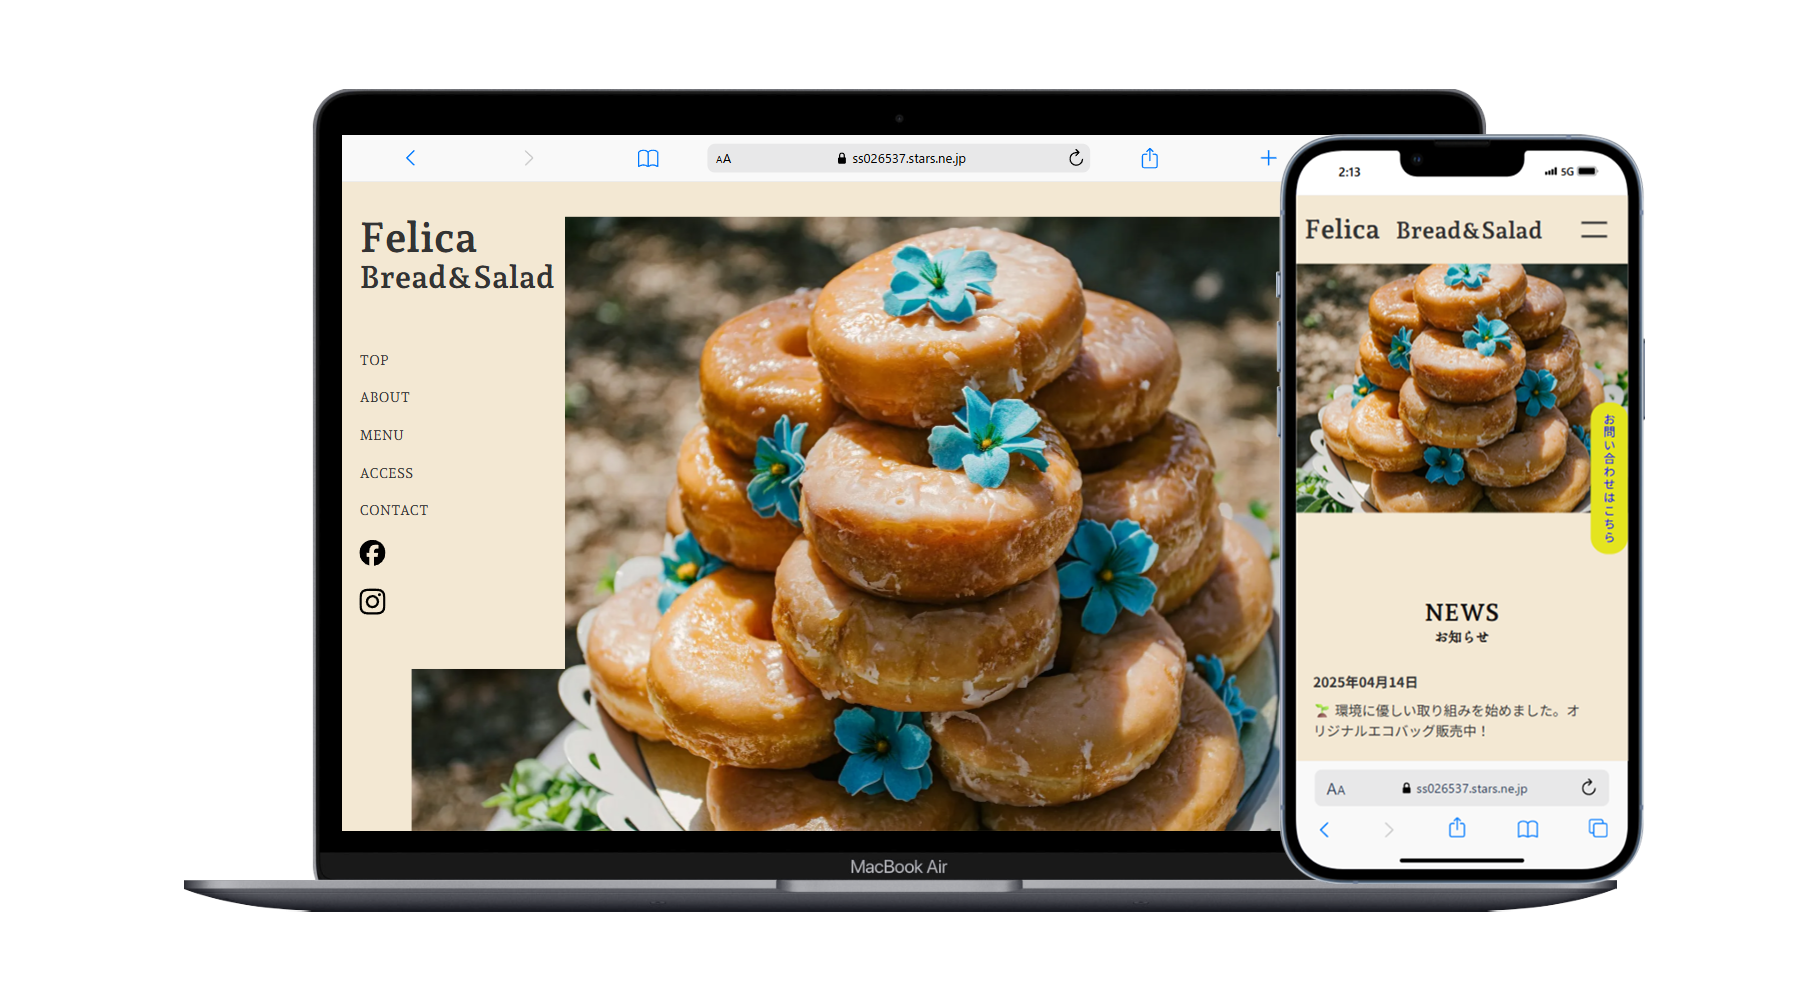 AA
ss026537.stars.ne.jp
Felica
Bread&Salad
TOP
ABOUT
MENU
ACCESS
CONTACT
MacBook Air
2:13
5G
Felica Bread&Salad
お問い合わせはこちら
NEWS
お知らせ
2025年04月14日
🌱 環境に優しい取り組みを始めました。オ
リジナルエコバッグ販売中！
AA
ss026537.stars.ne.jp